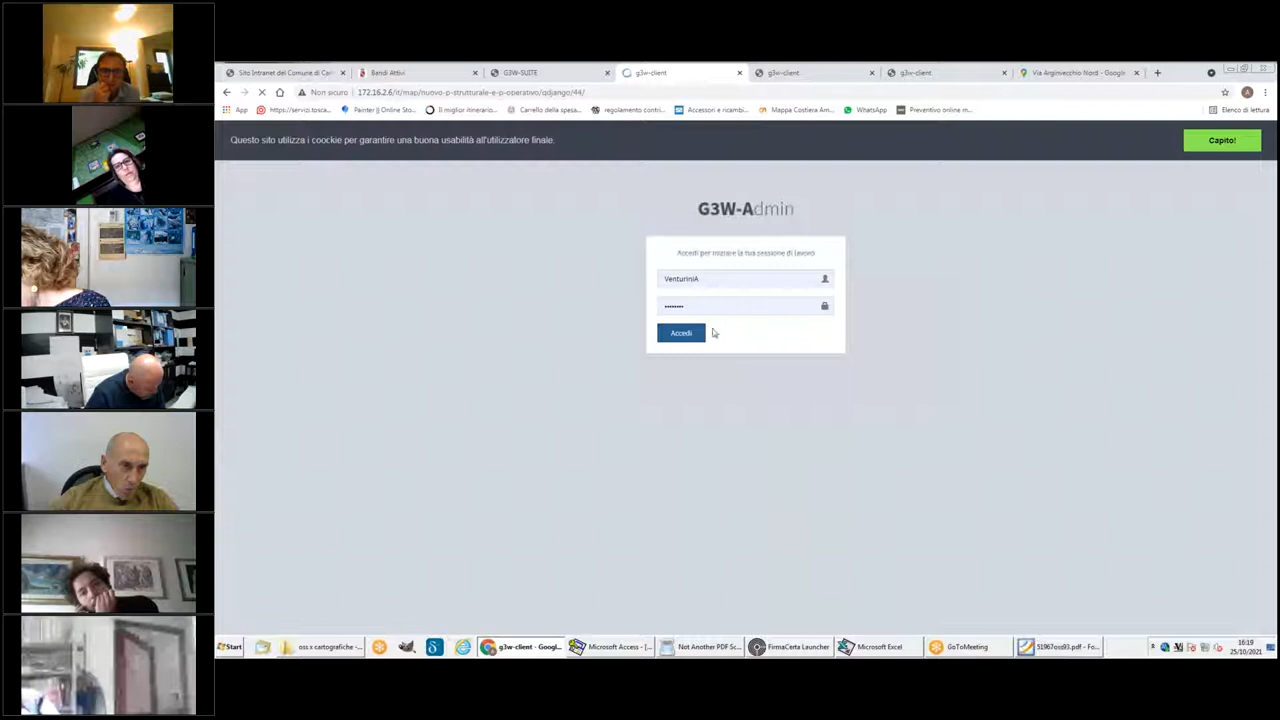 Sito Intranet del Comune di Car
Bandi Attivi
G3W-SUITE
g3w-client
g3w-client
g3w-client
Via Arginvecchio Nord - Google
Non sicuro
172.16.2.6/it/map/nuovo-p-strutturale-e-p-operativo/qdjango/44/
App
https://servizi.tosca...
Painter || Online Sto...
Il miglior itinerario...
Carrello della spesa...
regolamento contri...
Accessori e ricambi...
Mappa Costiera Am...
WhatsApp
Preventivo online m...
Elenco di lettura
Questo sito utilizza i coockie per garantire una buona usabilità all'utilizzatore finale.
Capito!
G3W-Admin
Accedi per iniziare la tua sessione di lavoro
VenturiniA
••••••••
Accedi
Start
oss x cartografiche -...
g3w-client - Googl...
Microsoft Access - [...
Not Another PDF Sc...
FirmaCerta Launcher
Microsoft Excel
GoToMeeting
51967oss93.pdf - Fo...
16:19
25/10/2021